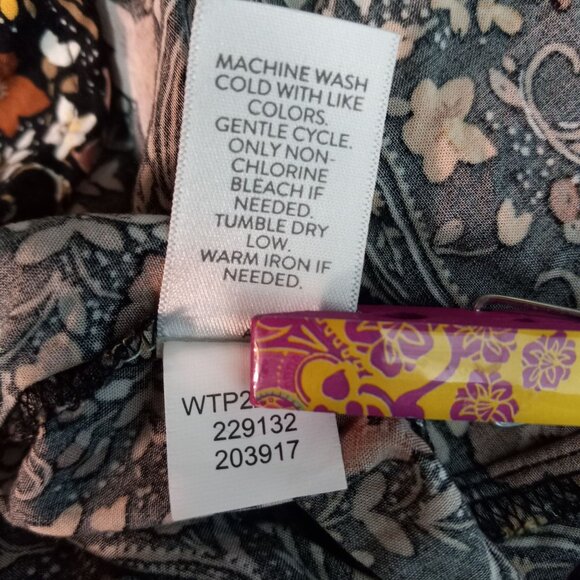 MACHINE WASH
COLD WITH LIKE
COLORS.
GENTLE CYCLE.
ONLY NON-
CHLORINE
BLEACH IF
NEEDED.
TUMBLE DRY
LOW.
WARM IRON IF
NEEDED.
229132
203917